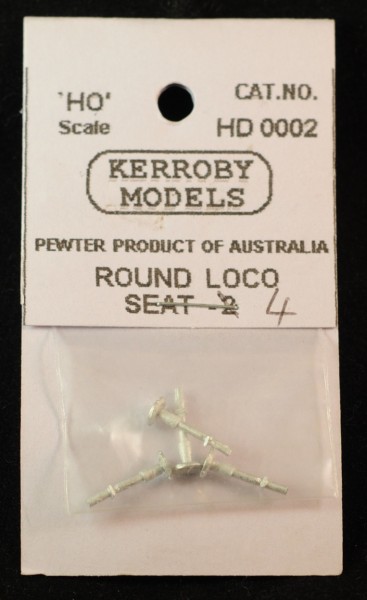 'HO' CAT.NO.
Scale HD 0002
KERROBY
MODELS
PEWTER PRODUCT OF AUSTRALIA
ROUND LOCO
SEAT -2 4